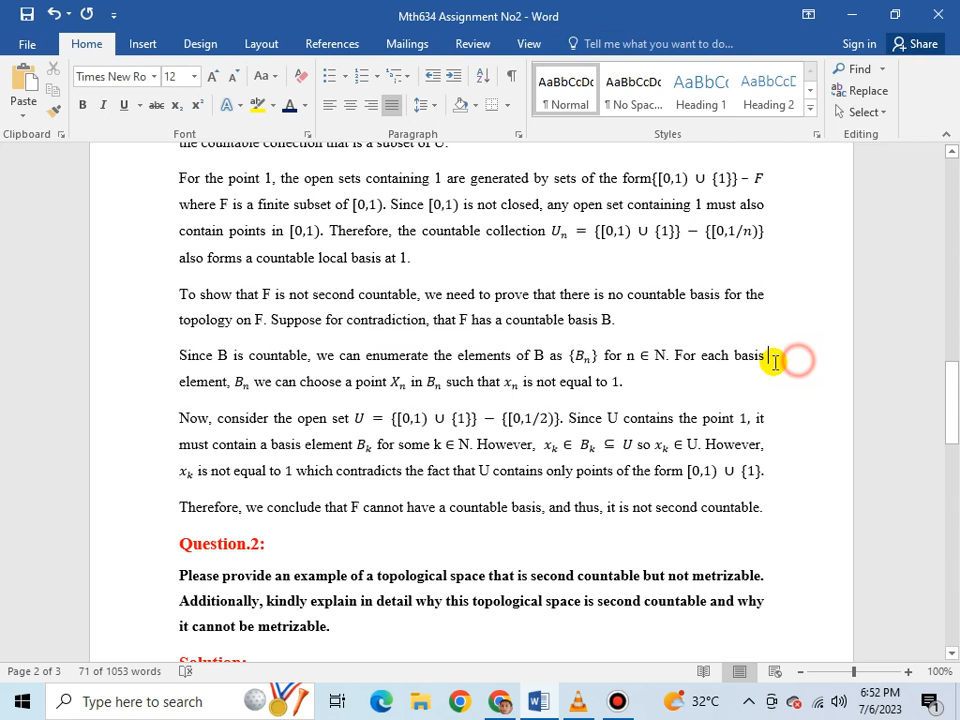 Mth634 Assignment No2 - Word
File Home Insert Design Layout References Mailings Review View Tell me what you want to do... Sign in Share
Paste
Times New Ro 12 Aa
B I U abc x₂ x² A A
AaBbCcDc AaBbCcDc AaBbCc AaBbCcD
¶ Normal ¶ No Spac... Heading 1 Heading 2
Find
Replace
Select
Clipboard Font Paragraph Styles Editing
the countable collection that is a subset of U.
For the point 1, the open sets containing 1 are generated by sets of the form{[0,1) ∪ {1}} − F
where F is a finite subset of [0,1). Since [0,1) is not closed, any open set containing 1 must also
contain points in [0,1). Therefore, the countable collection Uₙ = {[0,1) ∪ {1}} − {[0,1/n)}
also forms a countable local basis at 1.
To show that F is not second countable, we need to prove that there is no countable basis for the
topology on F. Suppose for contradiction, that F has a countable basis B.
Since B is countable, we can enumerate the elements of B as {Bₙ} for n ∈ N. For each basis
element, Bₙ we can choose a point Xₙ in Bₙ such that xₙ is not equal to 1.
Now, consider the open set U = {[0,1) ∪ {1}} − {[0,1/2)}. Since U contains the point 1, it
must contain a basis element Bₖ for some k ∈ N. However, xₖ ∈ Bₖ ⊆ U so xₖ ∈ U. However,
xₖ is not equal to 1 which contradicts the fact that U contains only points of the form [0,1) ∪ {1}.
Therefore, we conclude that F cannot have a countable basis, and thus, it is not second countable.
Question.2:
Please provide an example of a topological space that is second countable but not metrizable.
Additionally, kindly explain in detail why this topological space is second countable and why
it cannot be metrizable.
Solution:
Page 2 of 3 71 of 1053 words 100%
Type here to search 32°C 6:52 PM
7/6/2023 1